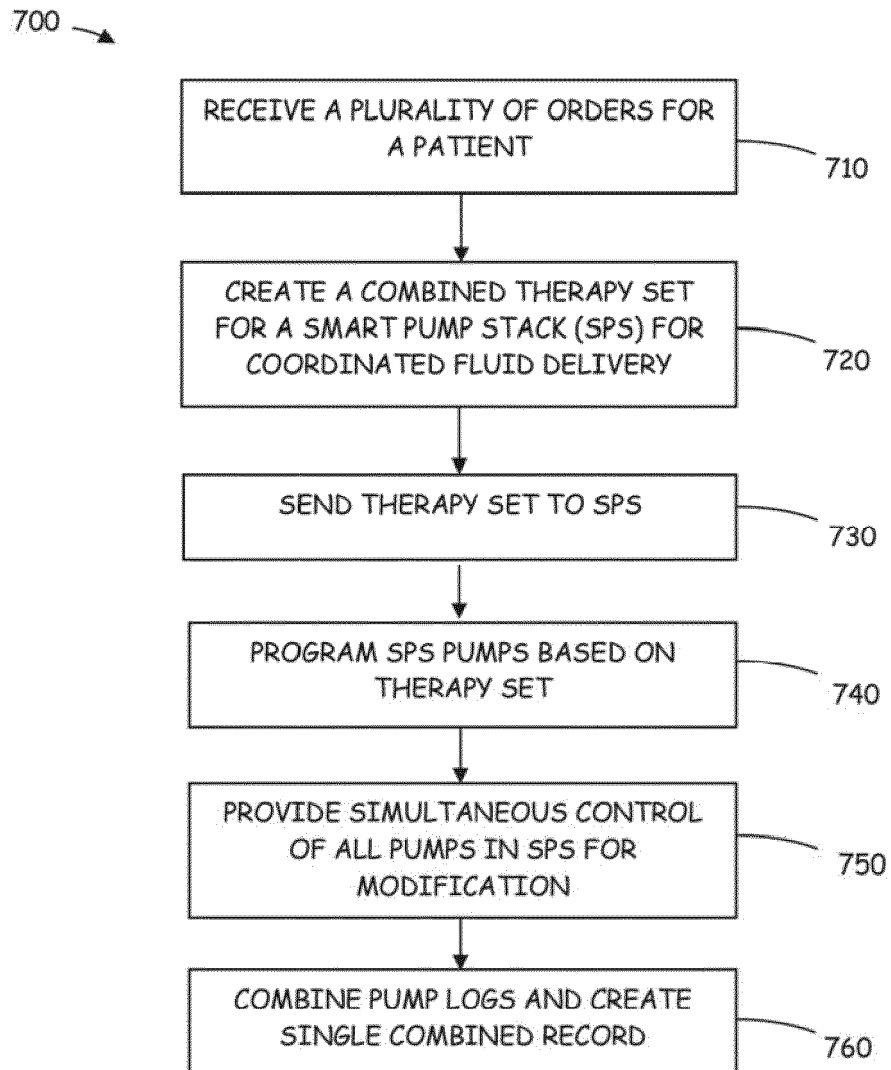 700
RECEIVE A PLURALITY OF ORDERS FOR
A PATIENT
710
CREATE A COMBINED THERAPY SET
FOR A SMART PUMP STACK (SPS) FOR
COORDINATED FLUID DELIVERY
720
SEND THERAPY SET TO SPS
730
PROGRAM SPS PUMPS BASED ON
THERAPY SET
740
PROVIDE SIMULTANEOUS CONTROL
OF ALL PUMPS IN SPS FOR
MODIFICATION
750
COMBINE PUMP LOGS AND CREATE
SINGLE COMBINED RECORD
760